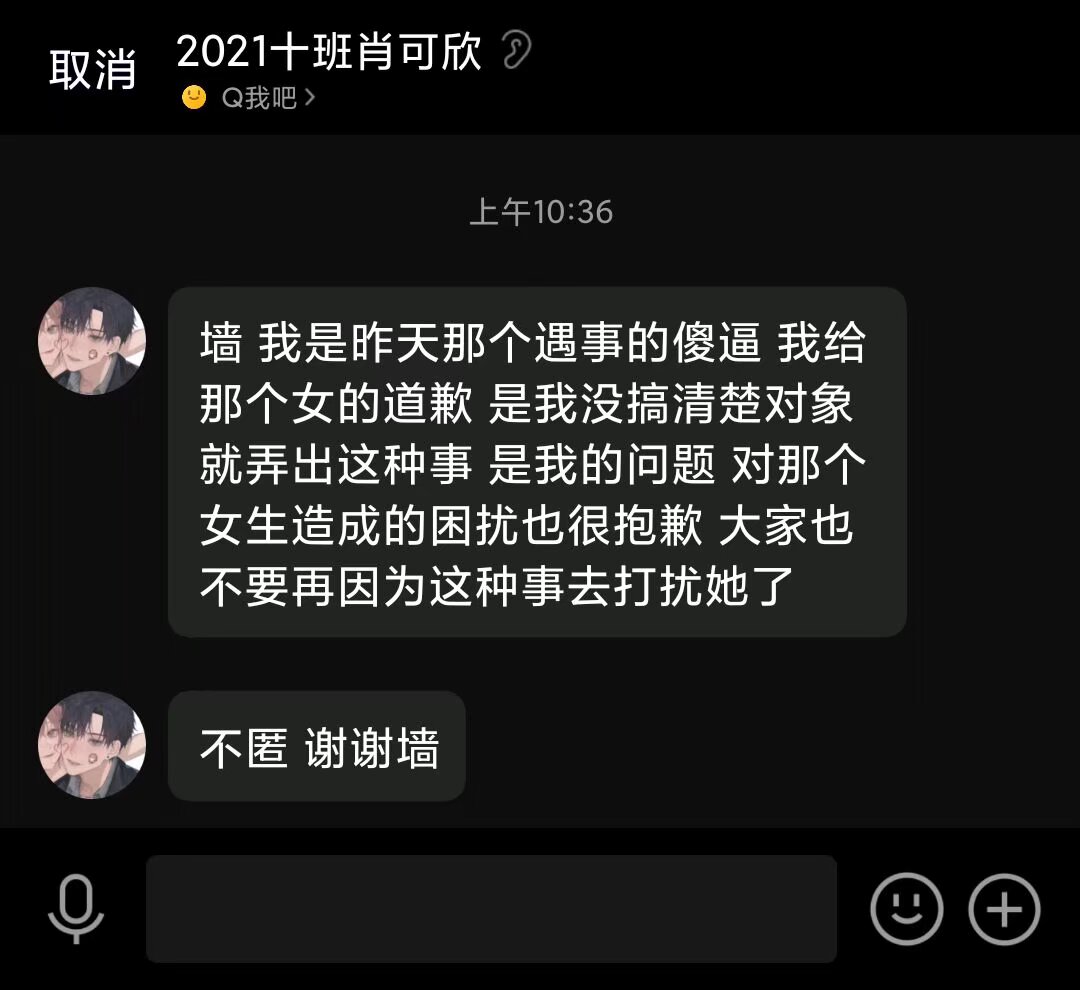 取消
2021十班肖可欣
Q我吧
上午10:36
墙 我是昨天那个遇事的傻逼 我给
那个女的道歉 是我没搞清楚对象
就弄出这种事 是我的问题 对那个
女生造成的困扰也很抱歉 大家也
不要再因为这种事去打扰她了
不匿 谢谢墙